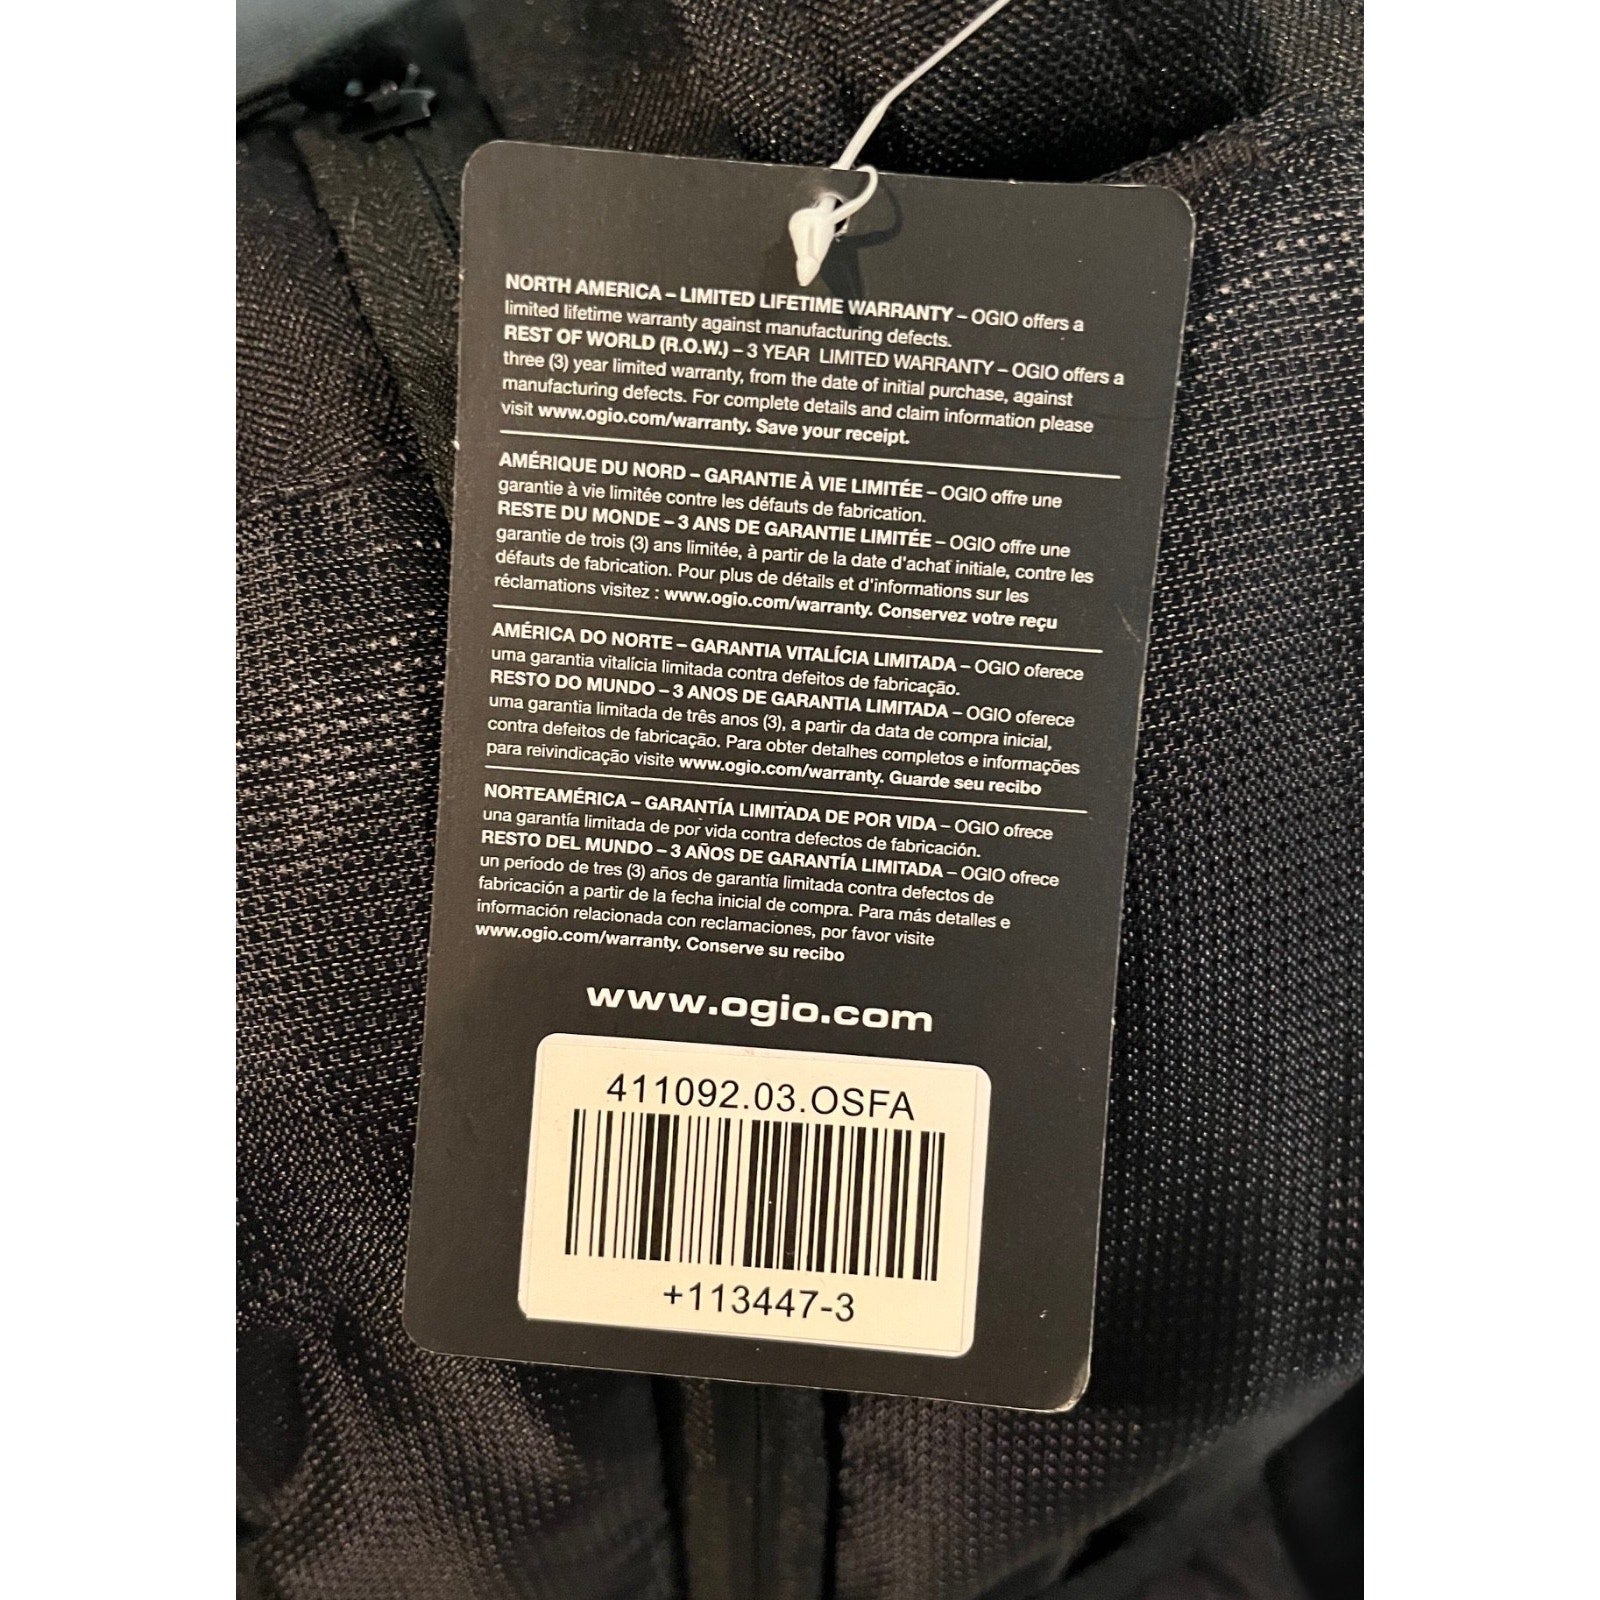 NORTH AMERICA – LIMITED LIFETIME WARRANTY – OGIO offers a
limited lifetime warranty against manufacturing defects.
REST OF WORLD (R.O.W.) – 3 YEAR LIMITED WARRANTY – OGIO offers a
three (3) year limited warranty, from the date of initial purchase, against
manufacturing defects. For complete details and claim information please
visit www.ogio.com/warranty. Save your receipt.
AMÉRIQUE DU NORD – GARANTIE À VIE LIMITÉE – OGIO offre une
garantie à vie limitée contre les défauts de fabrication.
RESTE DU MONDE – 3 ANS DE GARANTIE LIMITÉE – OGIO offre une
garantie de trois (3) ans limitée, à partir de la date d'achat initiale, contre les
défauts de fabrication. Pour plus de détails et d'informations sur les
réclamations visitez : www.ogio.com/warranty. Conservez votre reçu
AMÉRICA DO NORTE – GARANTIA VITALÍCIA LIMITADA – OGIO oferece
uma garantia vitalícia limitada contra defeitos de fabricação.
RESTO DO MUNDO – 3 ANOS DE GARANTIA LIMITADA – OGIO oferece
uma garantia limitada de três anos (3), a partir da data de compra inicial,
contra defeitos de fabricação. Para obter detalhes completos e informações
para reivindicação visite www.ogio.com/warranty. Guarde seu recibo
NORTEAMÉRICA – GARANTÍA LIMITADA DE POR VIDA – OGIO ofrece
una garantía limitada de por vida contra defectos de fabricación.
RESTO DEL MUNDO – 3 AÑOS DE GARANTÍA LIMITADA – OGIO ofrece
un período de tres (3) años de garantía limitada contra defectos de
fabricación a partir de la fecha inicial de compra. Para más detalles e
información relacionada con reclamaciones, por favor visite
www.ogio.com/warranty. Conserve su recibo
www.ogio.com
411092.03.OSFA
+113447-3